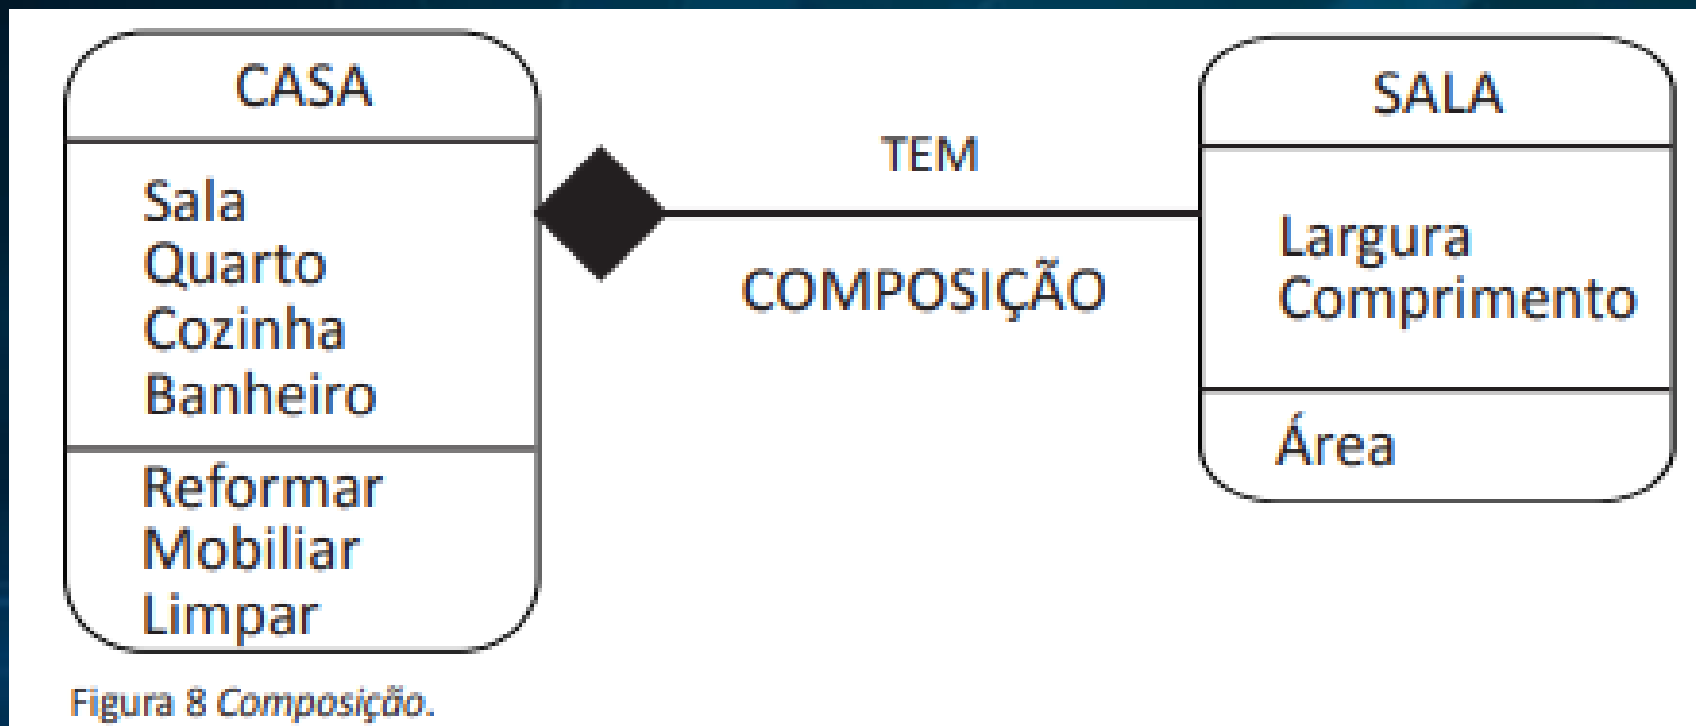 CASA
Sala
Quarto
Cozinha
Banheiro
Reformar
Mobiliar
Limpar
TEM
COMPOSIÇÃO
SALA
Largura
Comprimento
Área
Figura 8 Composição.